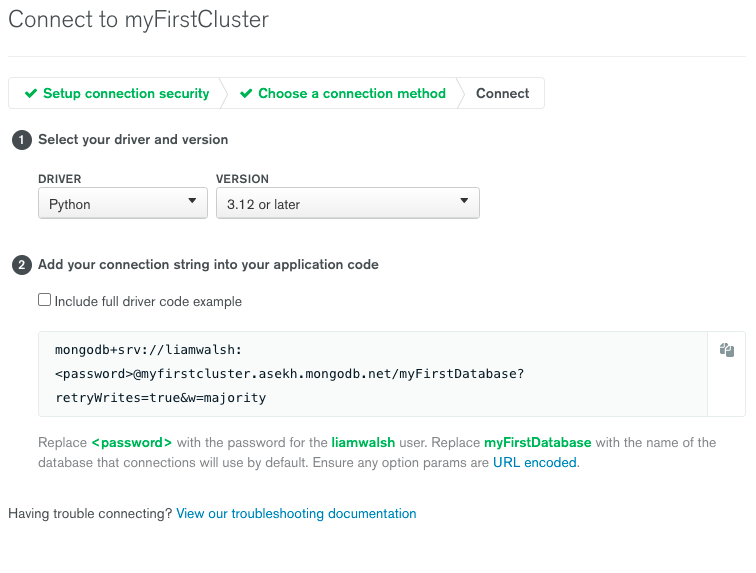 Connect to myFirstCluster
Setup connection security
Choose a connection method
Connect
1 Select your driver and version
DRIVER
VERSION
Python
3.12 or later
2 Add your connection string into your application code
Include full driver code example
mongodb+srv://liamwalsh:
<password>@myfirstcluster.asekh.mongodb.net/myFirstDatabase?
retryWrites=true&w=majority
Replace <password> with the password for the liamwalsh user. Replace myFirstDatabase with the name of the
database that connections will use by default. Ensure any option params are URL encoded.
Having trouble connecting? View our troubleshooting documentation